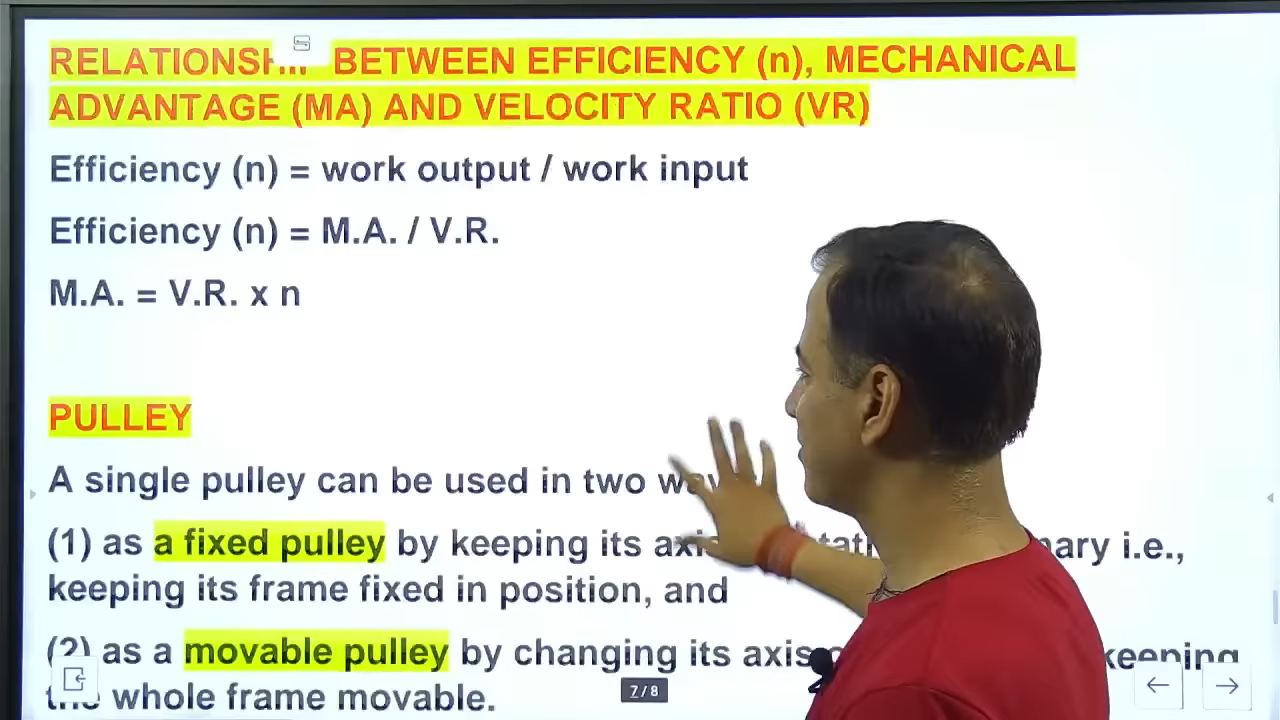 RELATIONSH BETWEEN EFFICIENCY (n), MECHANICAL
ADVANTAGE (MA) AND VELOCITY RATIO (VR)
Efficiency (n) = work output / work input
Efficiency (n) = M.A. / V.R.
M.A. = V.R. x n
PULLEY
A single pulley can be used in two
(1) as a fixed pulley by keeping its i.e.,
keeping its frame fixed in position, and
(2) as a movable pulley by changing its axis keeping
whole frame movable.
7/8